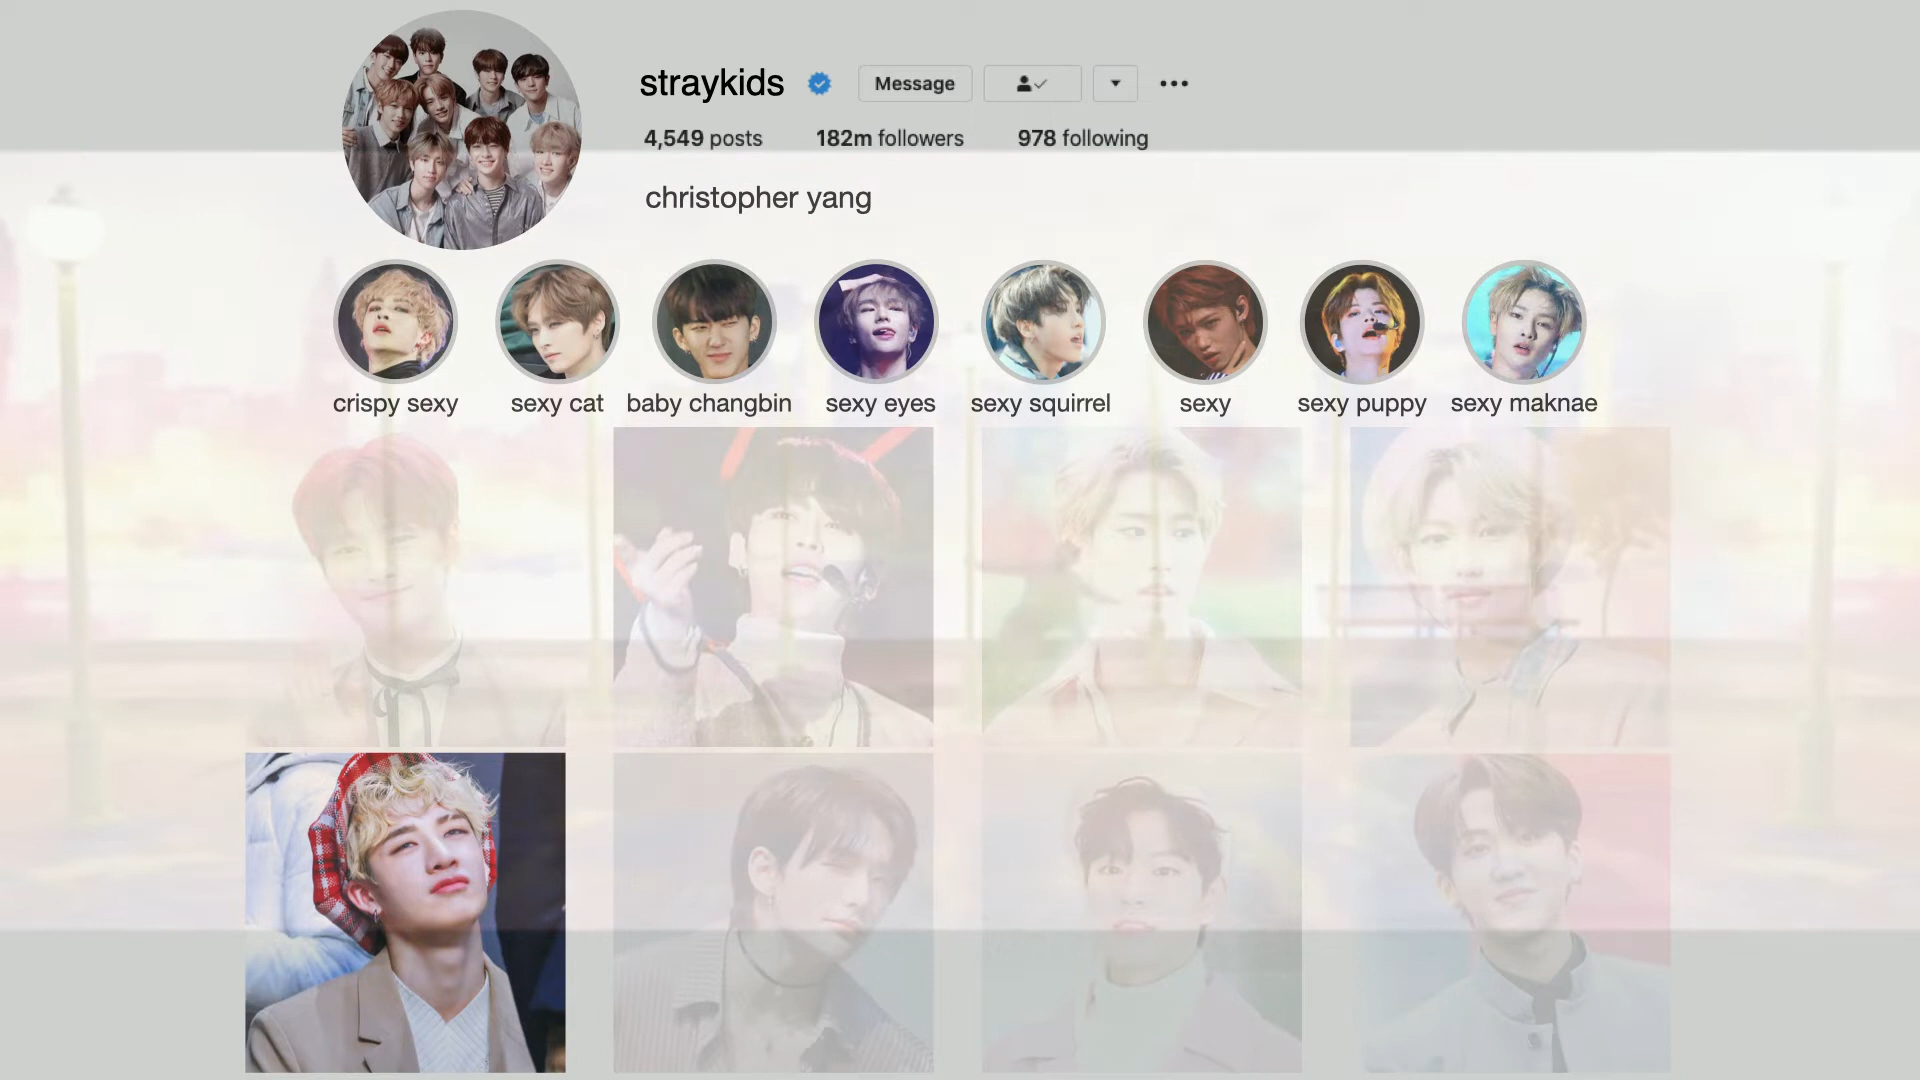 straykids Message
4,549 posts 182m followers 978 following
christopher yang
crispy sexy sexy cat baby changbin sexy eyes sexy squirrel sexy sexy puppy sexy maknae